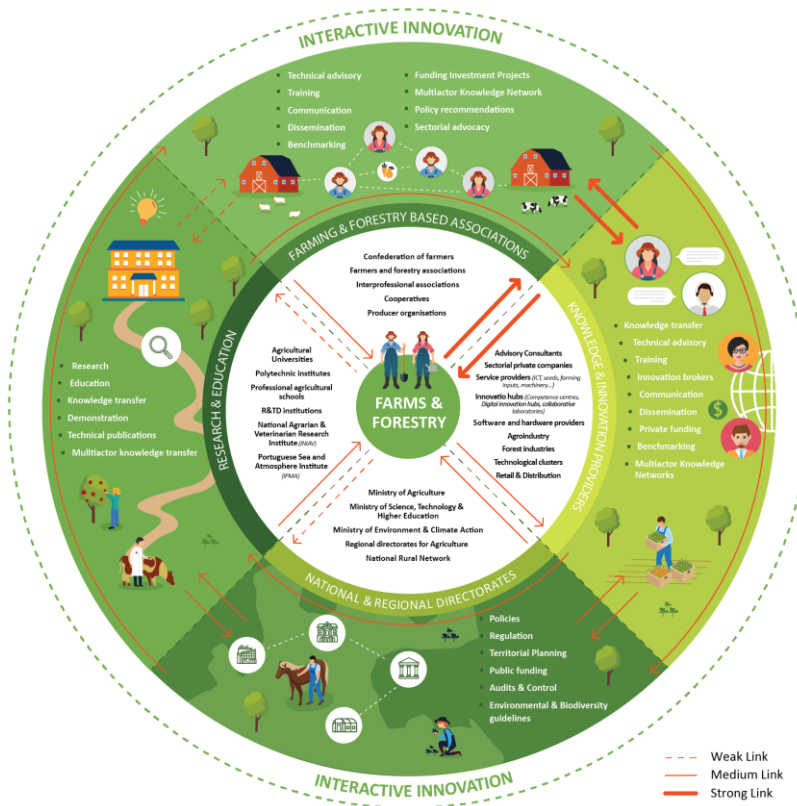 INTERACTIVE INNOVATION
Technical advisory
Training
Communication
Dissemination
Benchmarking
Funding Investment Projects
Multiactor Knowledge Network
Policy recommendations
Sectorial advocacy
FARMING & FORESTRY BASED ASSOCIATIONS
Confederation of farmers
Farmers and forestry associations
Interprofessional associations
Cooperatives
Producer organisations
RESEARCH & EDUCATION
Research
Education
Knowledge transfer
Demonstration
Technical publications
Mulltiactor knowledge transfer
Agricultural
Universities
Polytechnic institutes
Professional agricultural
schools
R&TD institutions
National Agrarian &
Veterinarian Research
Institute (INIAV)
Portuguese Sea and
Atmosphere Institute
(IPMA)
FARMS &
FORESTRY
Advisory Consultants
Sectorial private companies
Service providers (ICT, seeds, farming
inputs, machinery...)
Innovatio hubs (Competence centres,
Digital innovation hubs, collaborative
laboratories)
Software and hardware providers
Agroindustry
Forest industries
Technological clusters
Retail & Distribution
KNOWLEDGE & INNOVATION PROVIDERS
Knowledge transfer
Technical advisory
Training
Innovation brokers
Communication
Dissemination
Private funding
Benchmarking
Multiactor Knowledge
Networks
$
Ministry of Agriculture
Ministry of Science, Technology &
Higher Education
Ministry of Environment & Climate Action
Regional directorates for Agriculture
National Rural Network
NATIONAL & REGIONAL DIRECTORATES
Policies
Regulation
Territorial Planning
Public funding
Audits & Control
Environmental & Biodiversity
guidelines
INTERACTIVE INNOVATION
Weak Link
Medium Link
Strong Link